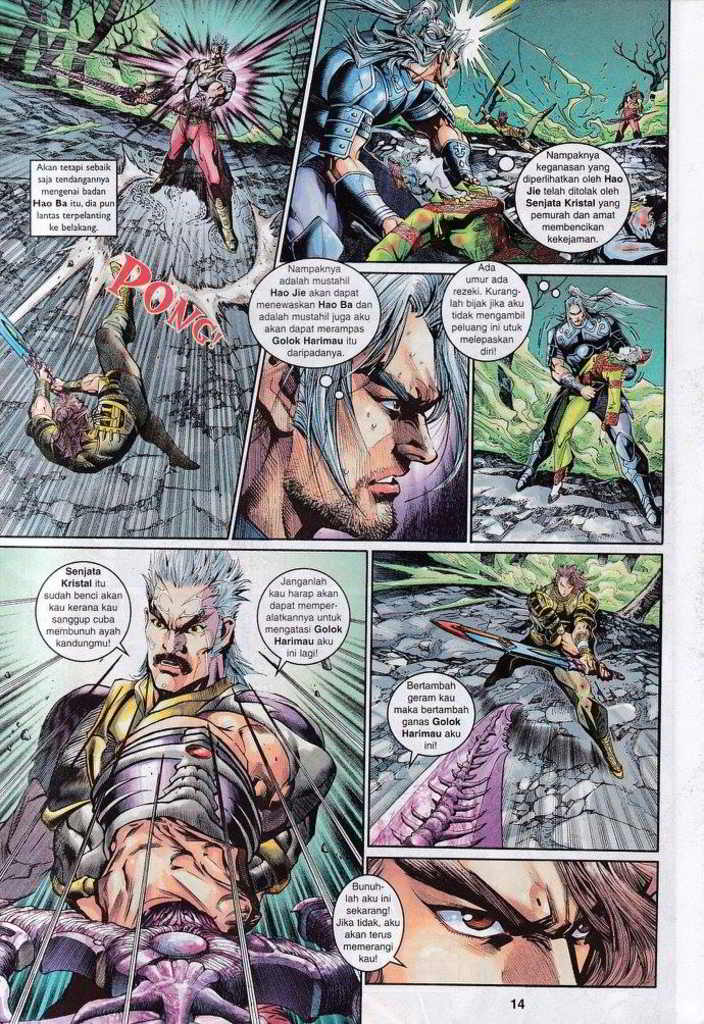 Akan tetapi sebaik
saja tendangannya
mengenai badan
Hao Ba itu, dia pun
lantas terpelanting
ke belakang.
PONG!
Nampaknya
keganasan yang
diperlihatkan oleh Hao
Jie telah ditolak oleh
Senjata Kristal yang
pemurah dan amat
membencikan
kekejaman.
Nampaknya
adalah mustahil
Hao Jie akan dapat
menewaskan Hao Ba dan
adalah mustahil juga aku
akan dapat merampas
Golok Harimau itu
daripadanya.
Ada
umur ada
rezeki. Kurang-
lah bijak jika aku
tidak mengambil
peluang ini utuk
melepaskan
diri!
Senjata
Kristal itu
sudah benci akan
kau kerana kau
sanggup cuba
membunuh ayah
kandungmu!
Janganlah
kau harap akan
dapat memper-
alatkannya untuk
mengatasi Golok
Harimau aku
ini lagi!
Bertambah
geram kau
maka bertambah
ganas Golok
Harimau aku
ini!
Bunuh-
lah aku ini
sekarang!
Jika tidak, aku
akan terus
memerangi
kau!
14